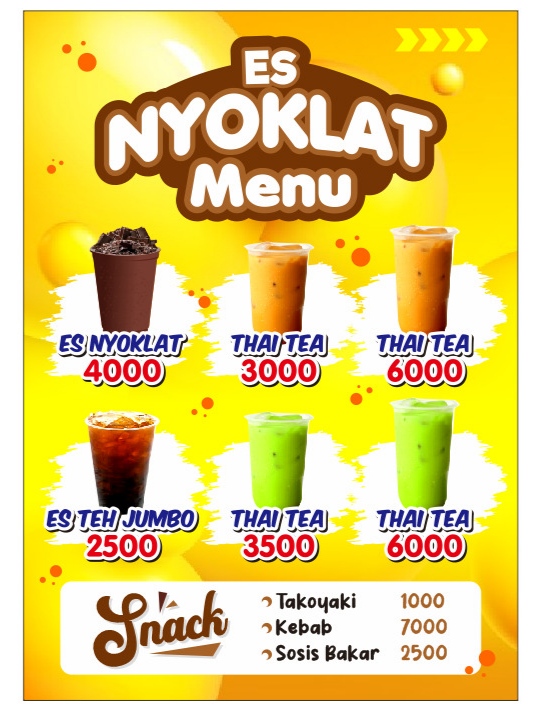 ES
NYOKLAT
Menu
ES NYOKLAT
4000
THAI TEA
3000
THAI TEA
6000
ES TEH JUMBO
2500
THAI TEA
3500
THAI TEA
6000
Snack
Takoyaki 1000
Kebab 7000
Sosis Bakar 2500